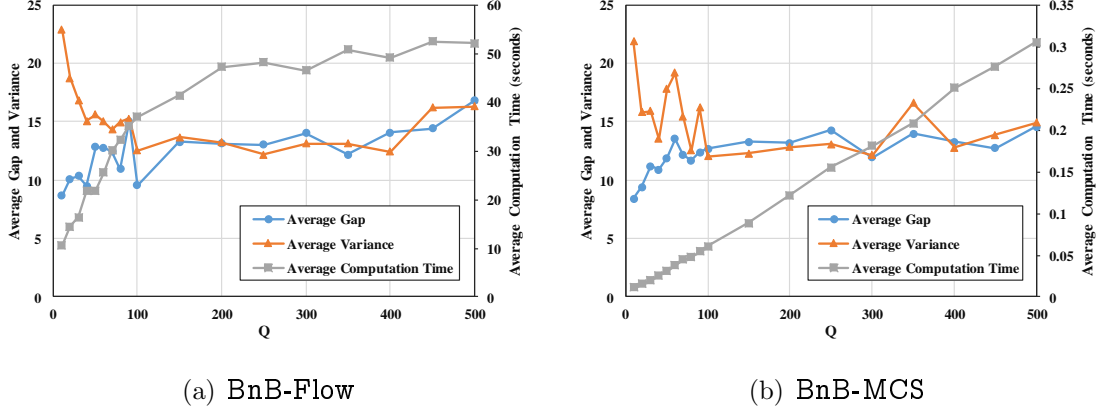 25
20
15
10
5
0
Average Gap and Variance
60
50
40
30
20
10
0
Average Computation Time (seconds)
0
100
200
300
400
500
Q
Average Gap
Average Variance
Average Computation Time
(a) BnB-Flow
25
20
15
10
5
0
Average Gap and Variance
0.35
0.3
0.25
0.2
0.15
0.1
0.05
0
Average Computation Time (seconds)
0
100
200
300
400
500
Q
Average Gap
Average Variance
Average Computation Time
(b) BnB-MCS